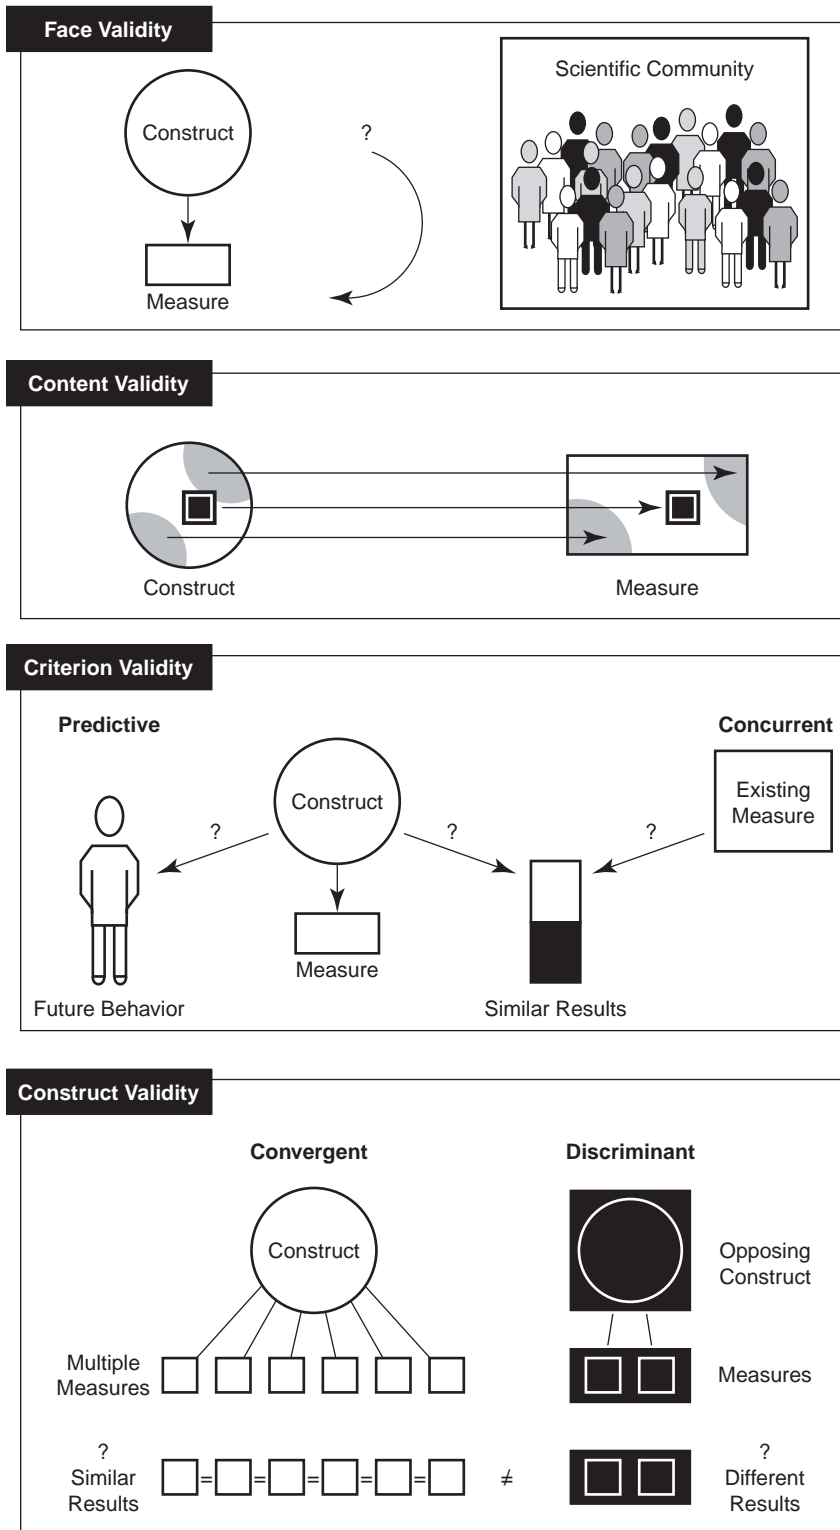 Face Validity
Scientific Community
Construct
?
Measure
Content Validity
Construct
Measure
Criterion Validity
Predictive
Concurrent
Construct
Existing
Measure
?
?
?
Measure
Future Behavior
Similar Results
Construct Validity
Convergent
Discriminant
Construct
Opposing
Construct
Multiple
Measures
Measures
?
Similar
Results
= = = = =
≠
?
Different
Results